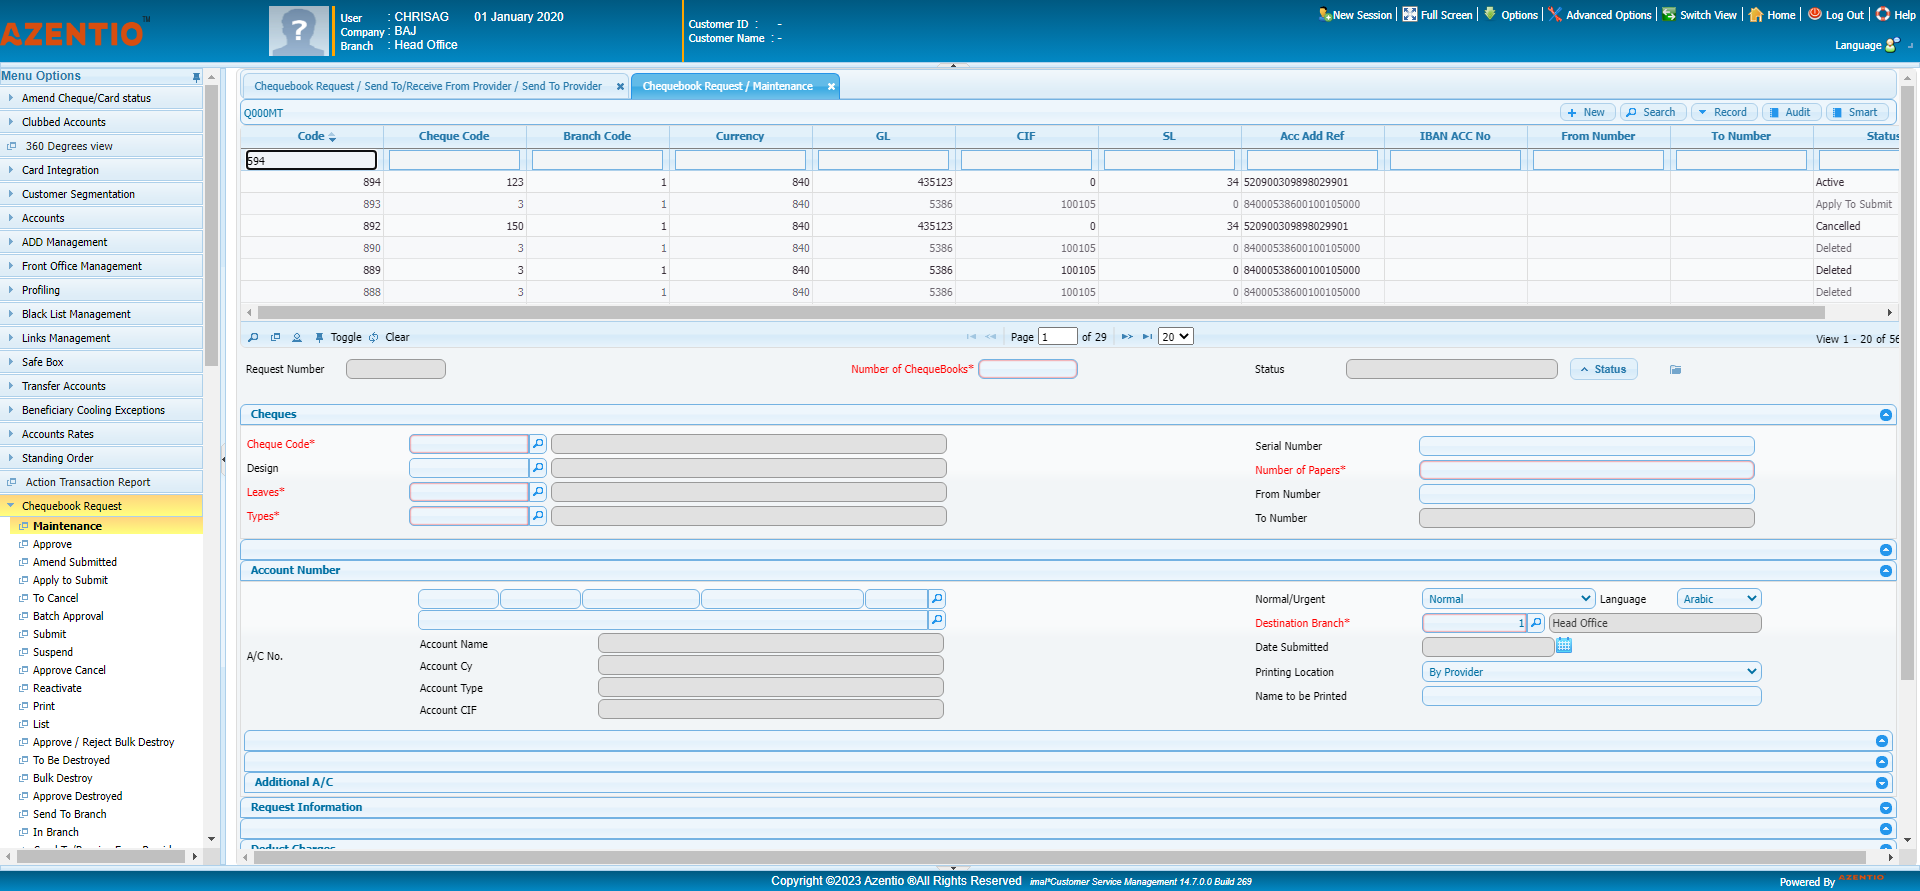 AZENTIO™
User : CHRISAG 01 January 2020
Company : BAJ
Branch : Head Office
Customer ID : -
Customer Name : -
New Session Full Screen Options Advanced Options Switch View Home Log Out Help
Language
Menu Options
Amend Cheque/Card status
Clubbed Accounts
360 Degrees view
Card Integration
Customer Segmentation
Accounts
ADD Management
Front Office Management
Profiling
Black List Management
Links Management
Safe Box
Transfer Accounts
Beneficiary Cooling Exceptions
Accounts Rates
Standing Order
Action Transaction Report
Chequebook Request
Maintenance
Approve
Amend Submitted
Apply to Submit
To Cancel
Batch Approval
Submit
Suspend
Approve Cancel
Reactivate
Print
List
Approve / Reject Bulk Destroy
To Be Destroyed
Bulk Destroy
Approve Destroyed
Send To Branch
In Branch
Chequebook Request / Send To/Receive From Provider / Send To Provider
Chequebook Request / Maintenance
Q000MT
New Search Record Audit Smart
Code Cheque Code Branch Code Currency GL CIF SL Acc Add Ref IBAN ACC No From Number To Number Status
594
894 123 1 840 435123 0 34 520900309898029901 Active
893 3 1 840 5386 100105 0 84000538600100105000 Apply To Submit
892 150 1 840 435123 0 34 520900309898029901 Cancelled
890 3 1 840 5386 100105 0 84000538600100105000 Deleted
889 3 1 840 5386 100105 0 84000538600100105000 Deleted
888 3 1 840 5386 100105 0 84000538600100105000 Deleted
Toggle Clear Page 1 of 29 20 View 1 - 20 of 56
Request Number Number of ChequeBooks* Status Status
Cheques
Cheque Code*
Design
Leaves*
Types*
Serial Number
Number of Papers*
From Number
To Number
Account Number
A/C No.
Account Name
Account Cy
Account Type
Account CIF
Normal/Urgent Normal Language Arabic
Destination Branch* 1 Head Office
Date Submitted
Printing Location By Provider
Name to be Printed
Additional A/C
Request Information
Deduct Charges
Copyright ©2023 Azentio ®All Rights Reserved imal*Customer Service Management 14.7.0.0 Build 269
Powered By AZENTIO